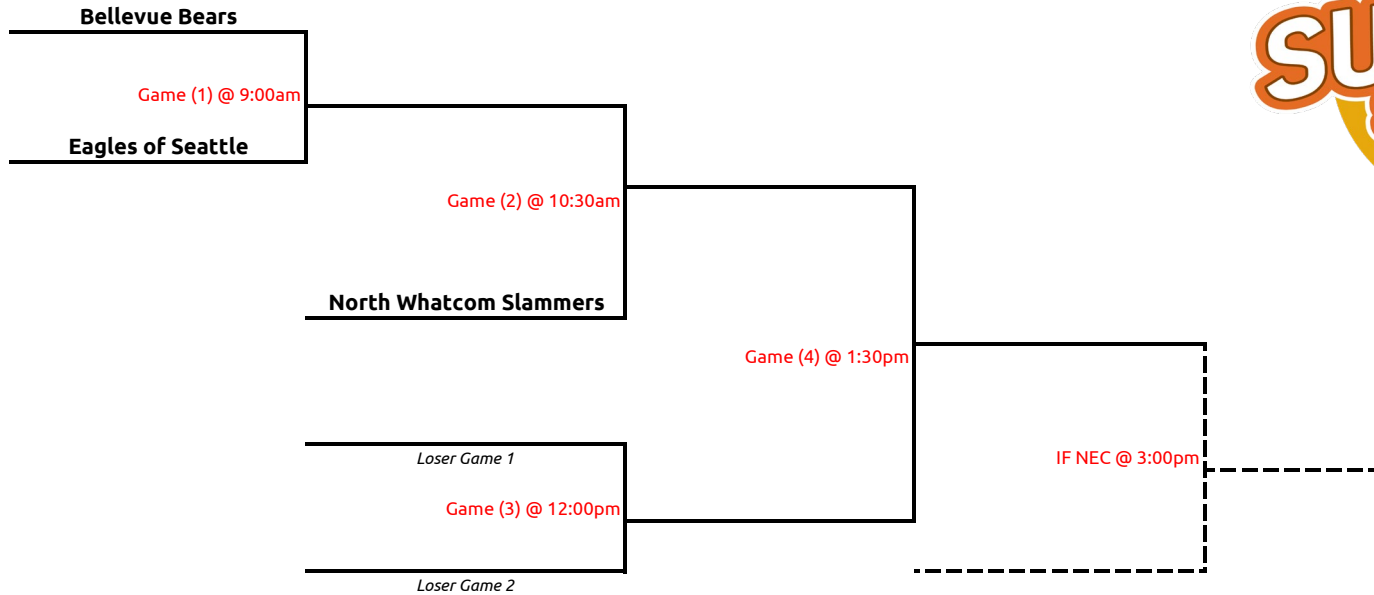 Bellevue Bears
Game (1) @ 9:00am
Eagles of Seattle
Game (2) @ 10:30am
North Whatcom Slammers
Game (4) @ 1:30pm
Loser Game 1
IF NEC @ 3:00pm
Game (3) @ 12:00pm
Loser Game 2